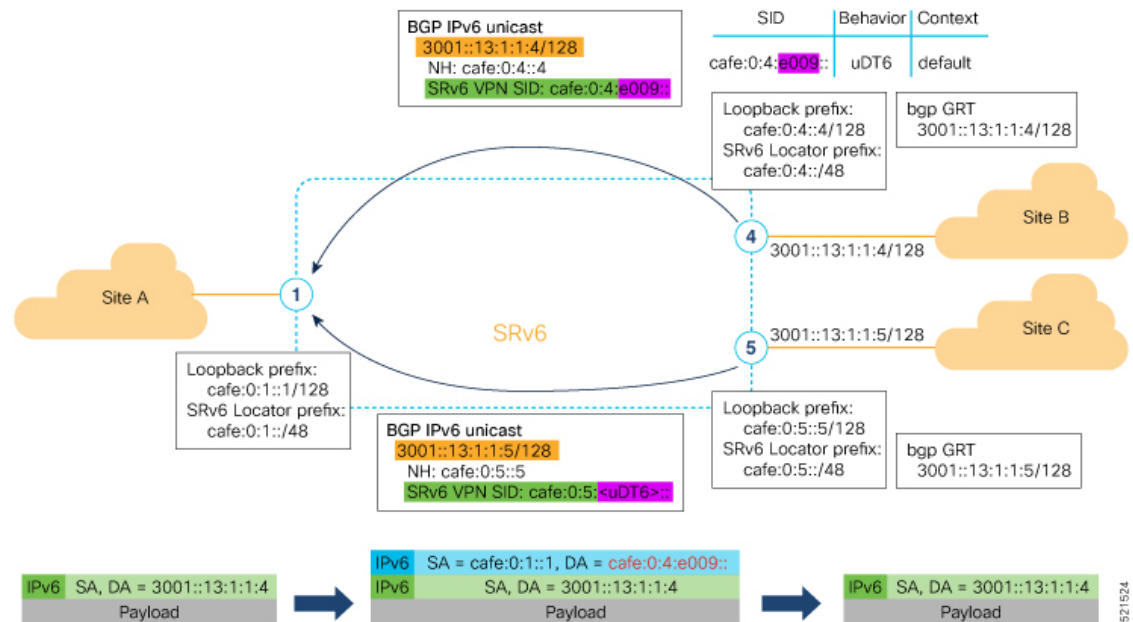 BGP IPv6 unicast
3001::13:1:1:4/128
NH: cafe:0:4::4
SRv6 VPN SID: cafe:0:4:e009::
SID Behavior Context
cafe:0:4:e009:: uDT6 default
Loopback prefix:
cafe:0:4::4/128
SRv6 Locator prefix:
cafe:0:4::/48
bgp GRT
3001::13:1:1:4/128
Site A
1
4
3001::13:1:1:4/128
Site B
SRv6
5
3001::13:1:1:5/128
Site C
Loopback prefix:
cafe:0:1::1/128
SRv6 Locator prefix:
cafe:0:1::/48
BGP IPv6 unicast
3001::13:1:1:5/128
NH: cafe:0:5::5
SRv6 VPN SID: cafe:0:5:<uDT6>::
Loopback prefix:
cafe:0:5::5/128
SRv6 Locator prefix:
cafe:0:5::/48
bgp GRT
3001::13:1:1:5/128
IPv6 SA, DA = 3001::13:1:1:4
Payload
IPv6 SA = cafe:0:1::1, DA = cafe:0:4:e009::
IPv6 SA, DA = 3001::13:1:1:4
Payload
IPv6 SA, DA = 3001::13:1:1:4
Payload
521524